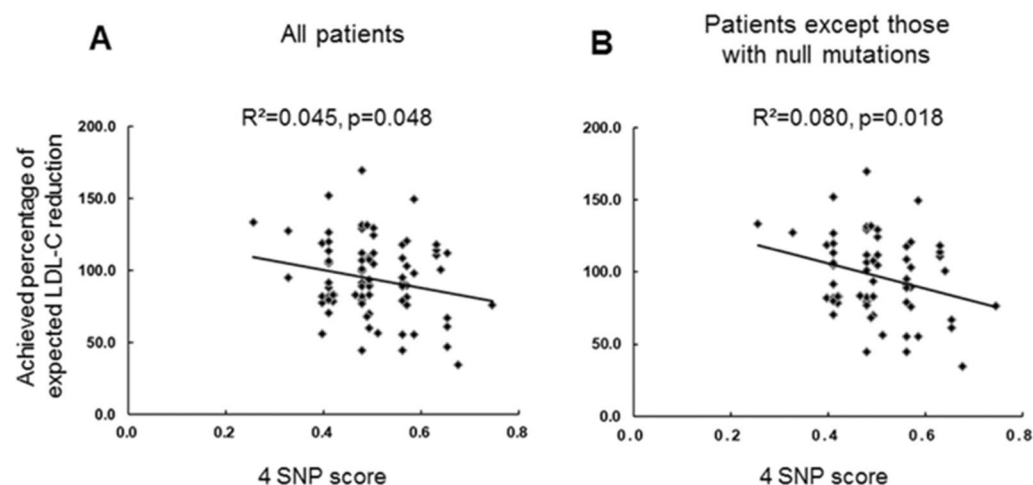 A
All patients
R²=0.045, p=0.048
Achieved percentage of
expected LDL-C reduction
200.0
150.0
100.0
50.0
0.0
0.0
0.2
0.4
0.6
0.8
4 SNP score
B
Patients except those
with null mutations
R²=0.080, p=0.018
200.0
150.0
100.0
50.0
0.0
0.0
0.2
0.4
0.6
0.8
4 SNP score